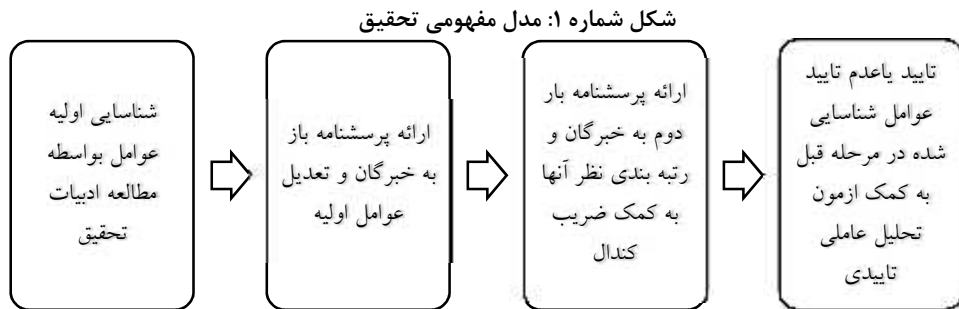 شکل شماره ۱: مدل مفهومی تحقیق
شناسایی اولیه
عوامل بواسطه
مطالعه ادبیات
تحقیق
ارائه پرسشنامه باز
به خبرگان و تعدیل
عوامل اولیه
ارائه پرسشنامه بار
دوم به خبرگان و
رتبه بندی نظر آنها
به کمک ضریب
کندال
تایید یاعدم تایید
عوامل شناسایی
شده در مرحله قبل
به کمک ازمون
تحلیل عاملی
تاییدی